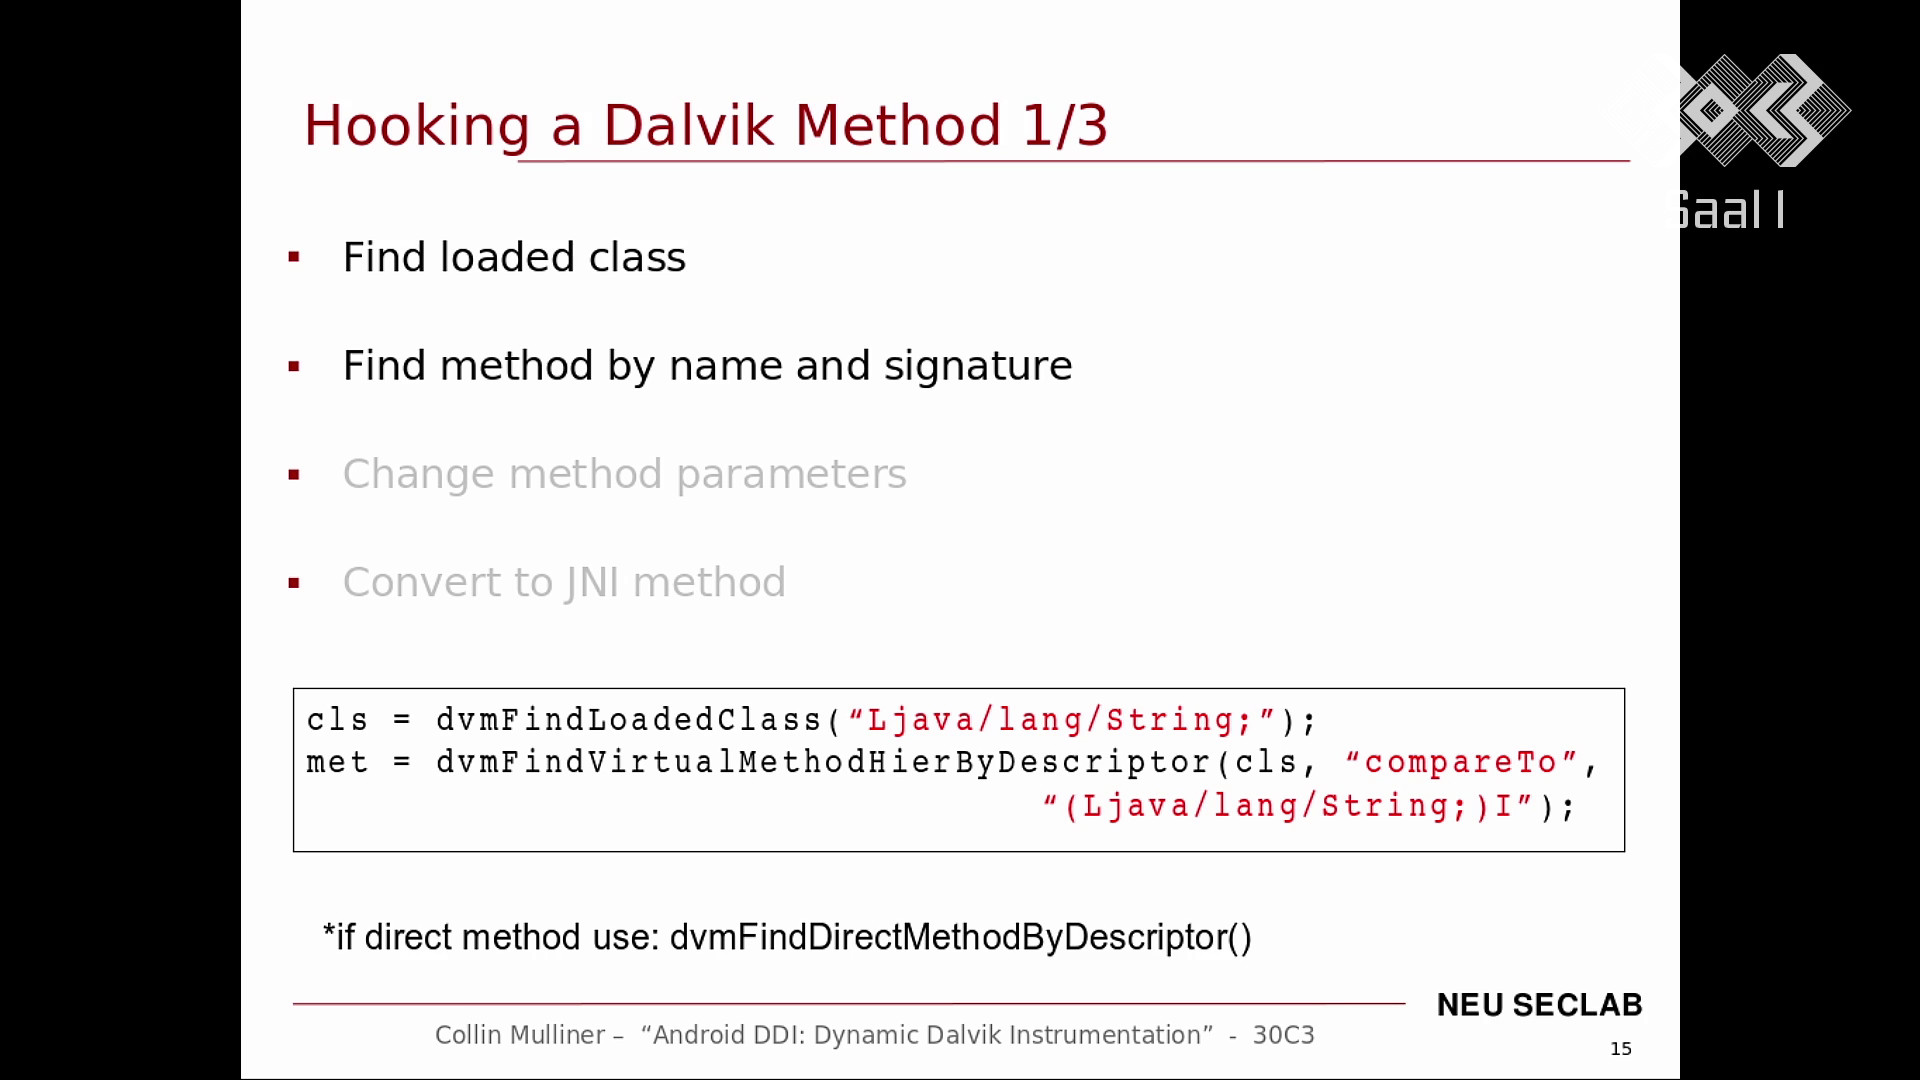 Hooking a Dalvik Method 1/3
Saal 1
▪ Find loaded class
▪ Find method by name and signature
▪ Change method parameters
▪ Convert to JNI method
cls = dvmFindLoadedClass(“Ljava/lang/String;”);
met = dvmFindVirtualMethodHierByDescriptor(cls, “compareTo”,
“(Ljava/lang/String;)I”);
*if direct method use: dvmFindDirectMethodByDescriptor()
NEU SECLAB
Collin Mulliner – “Android DDI: Dynamic Dalvik Instrumentation” - 30C3
15